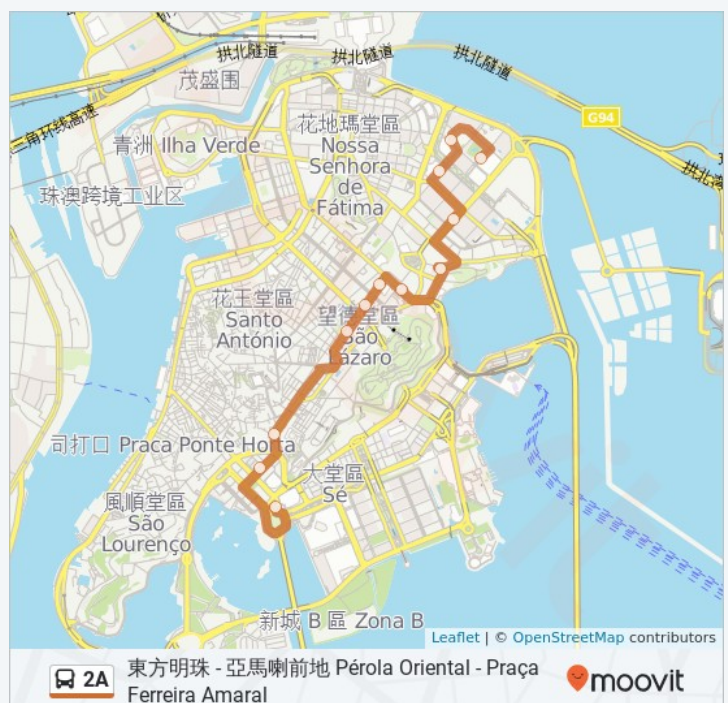 拱北隧道
拱北隧道
拱北隧道
茂盛围
三角环线高速
G94
花地瑪堂區
Nossa
Senhora
de
Fátima
青洲 Ilha Verde
珠澳跨境工业区
花王堂區
Santo
António
望德堂區
São
Lázaro
司打口 Praca Ponte Horta
大堂區
Sé
風順堂區
São
Lourenço
新城 B 區 Zona B
Leaflet | © OpenStreetMap contributors
2A
東方明珠 - 亞馬喇前地 Pérola Oriental - Praça
Ferreira Amaral
moovit